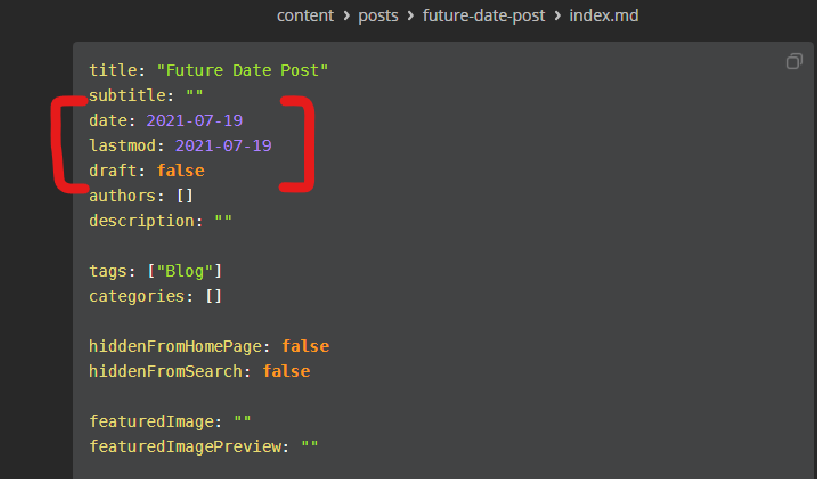 content > posts > future-date-post > index.md
title: "Future Date Post"
subtitle: ""
date: 2021-07-19
lastmod: 2021-07-19
draft: false
authors: []
description: ""
tags: ["Blog"]
categories: []
hiddenFromHomePage: false
hiddenFromSearch: false
featuredImage: ""
featuredImagePreview: ""